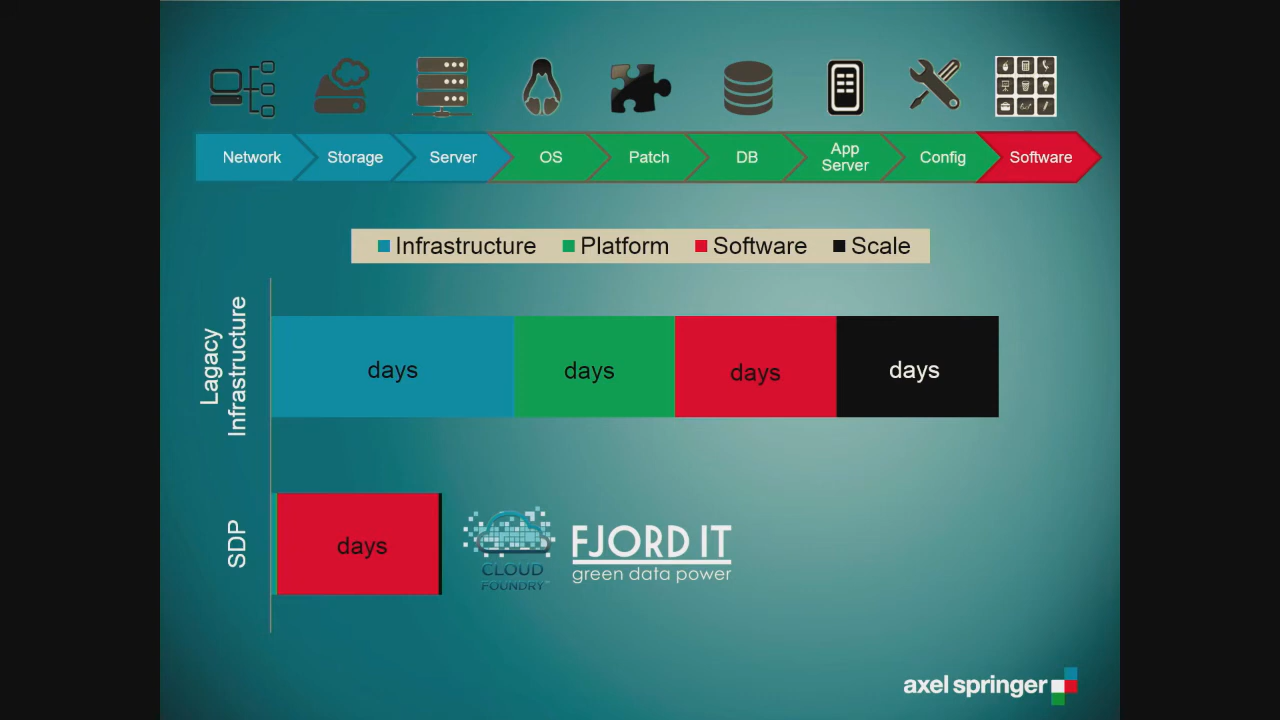 Network
Storage
Server
OS
Patch
DB
App
Server
Config
Software
Infrastructure
Platform
Software
Scale
Lagacy
Infrastructure
days
days
days
days
SDP
days
CLOUD
FOUNDRY™
FJORD IT
green data power
axel springer